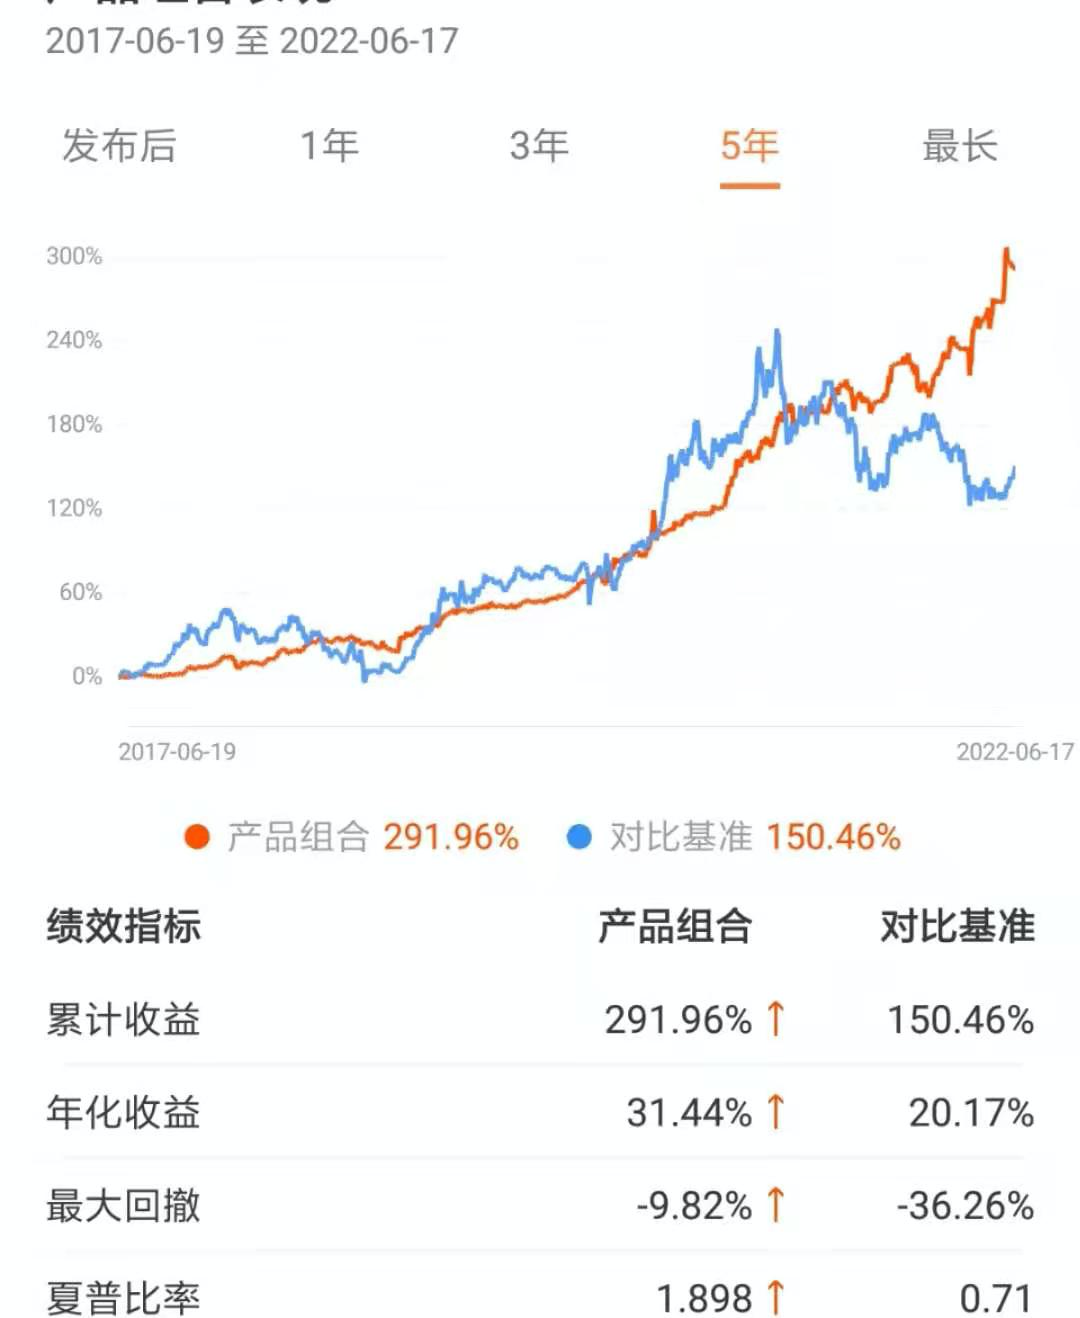 2017-06-19 至 2022-06-17
发布后 1年 3年 5年 最长
300%
240%
180%
120%
60%
0%
2017-06-19 2022-06-17
产品组合 291.96% 对比基准 150.46%
绩效指标 产品组合 对比基准
累计收益 291.96% ↑ 150.46%
年化收益 31.44% ↑ 20.17%
最大回撤 -9.82% ↑ -36.26%
夏普比率 1.898 ↑ 0.71